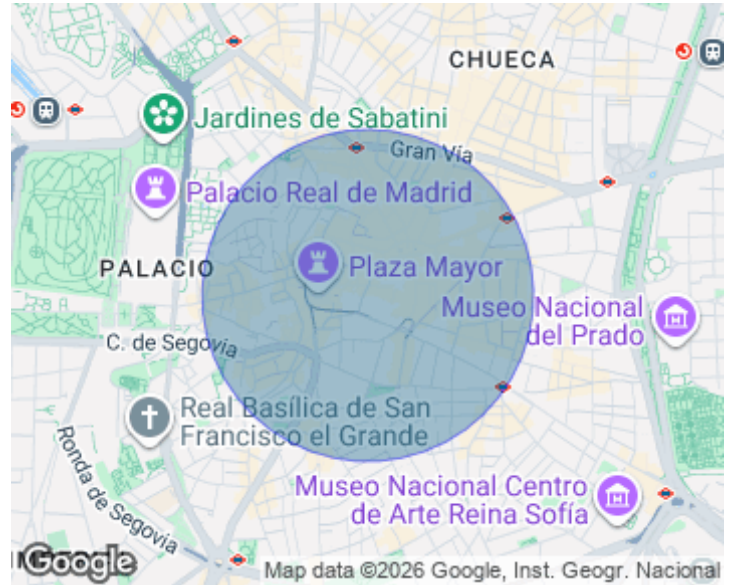 CHUECA
Jardines de Sabatini
Gran Vía
Palacio Real de Madrid
PALACIO
Plaza Mayor
Museo Nacional
del Prado
C. de Segovia
Real Basílica de San
Francisco el Grande
Ronda de Segovia
Museo Nacional Centro
de Arte Reina Sofía
Google
Map data ©2026 Google, Inst. Geogr. Nacional